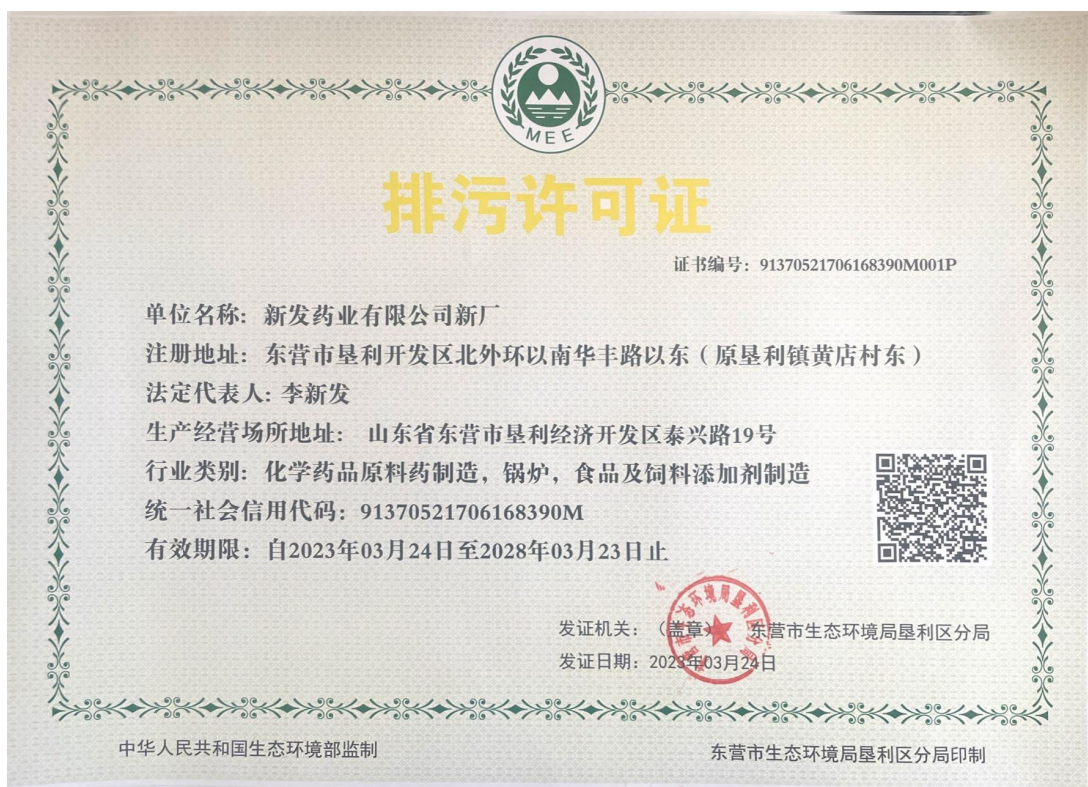 MEE
排污许可证
证书编号：91370521706168390M001P
单位名称：新发药业有限公司新厂
注册地址：东营市垦利开发区北外环以南华丰路以东（原垦利镇黄店村东）
法定代表人：李新发
生产经营场所地址： 山东省东营市垦利经济开发区泰兴路19号
行业类别：化学药品原料药制造，锅炉，食品及饲料添加剂制造
统一社会信用代码：91370521706168390M
有效期限：自2023年03月24日至2028年03月23日止
发证机关：（盖章） 东营市生态环境局垦利区分局
发证日期：2023年03月24日
中华人民共和国生态环境部监制
东营市生态环境局垦利区分局印制